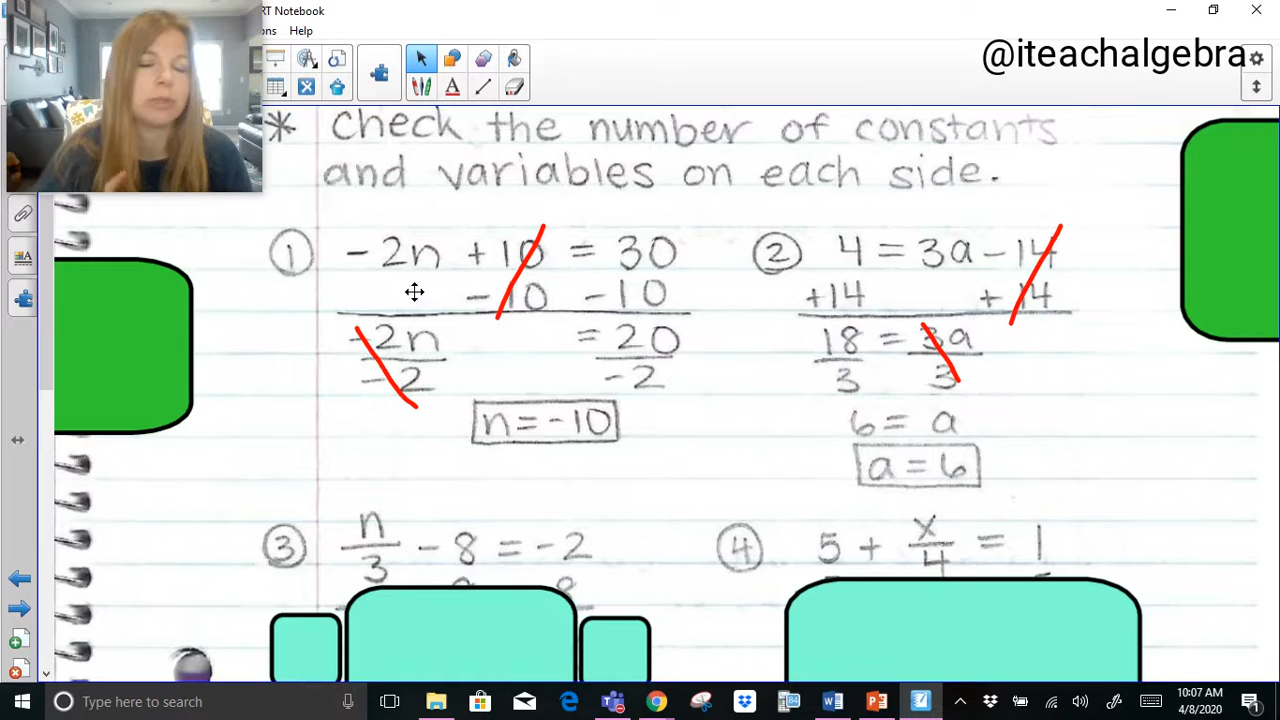 RT Notebook
ons Help
@iteachalgebra
* Check the number of constants
and variables on each side.
① -2n + 10 = 30
-10 -10
-2n = 20
-2 -2
n = -10
② 4 = 3a - 14
+14 + 14
18 = 3a
3 3
6 = a
a = 6
③ n/3 - 8 = -2
④ 5 + x/4 = 1
Type here to search
10:07 AM
4/8/2020